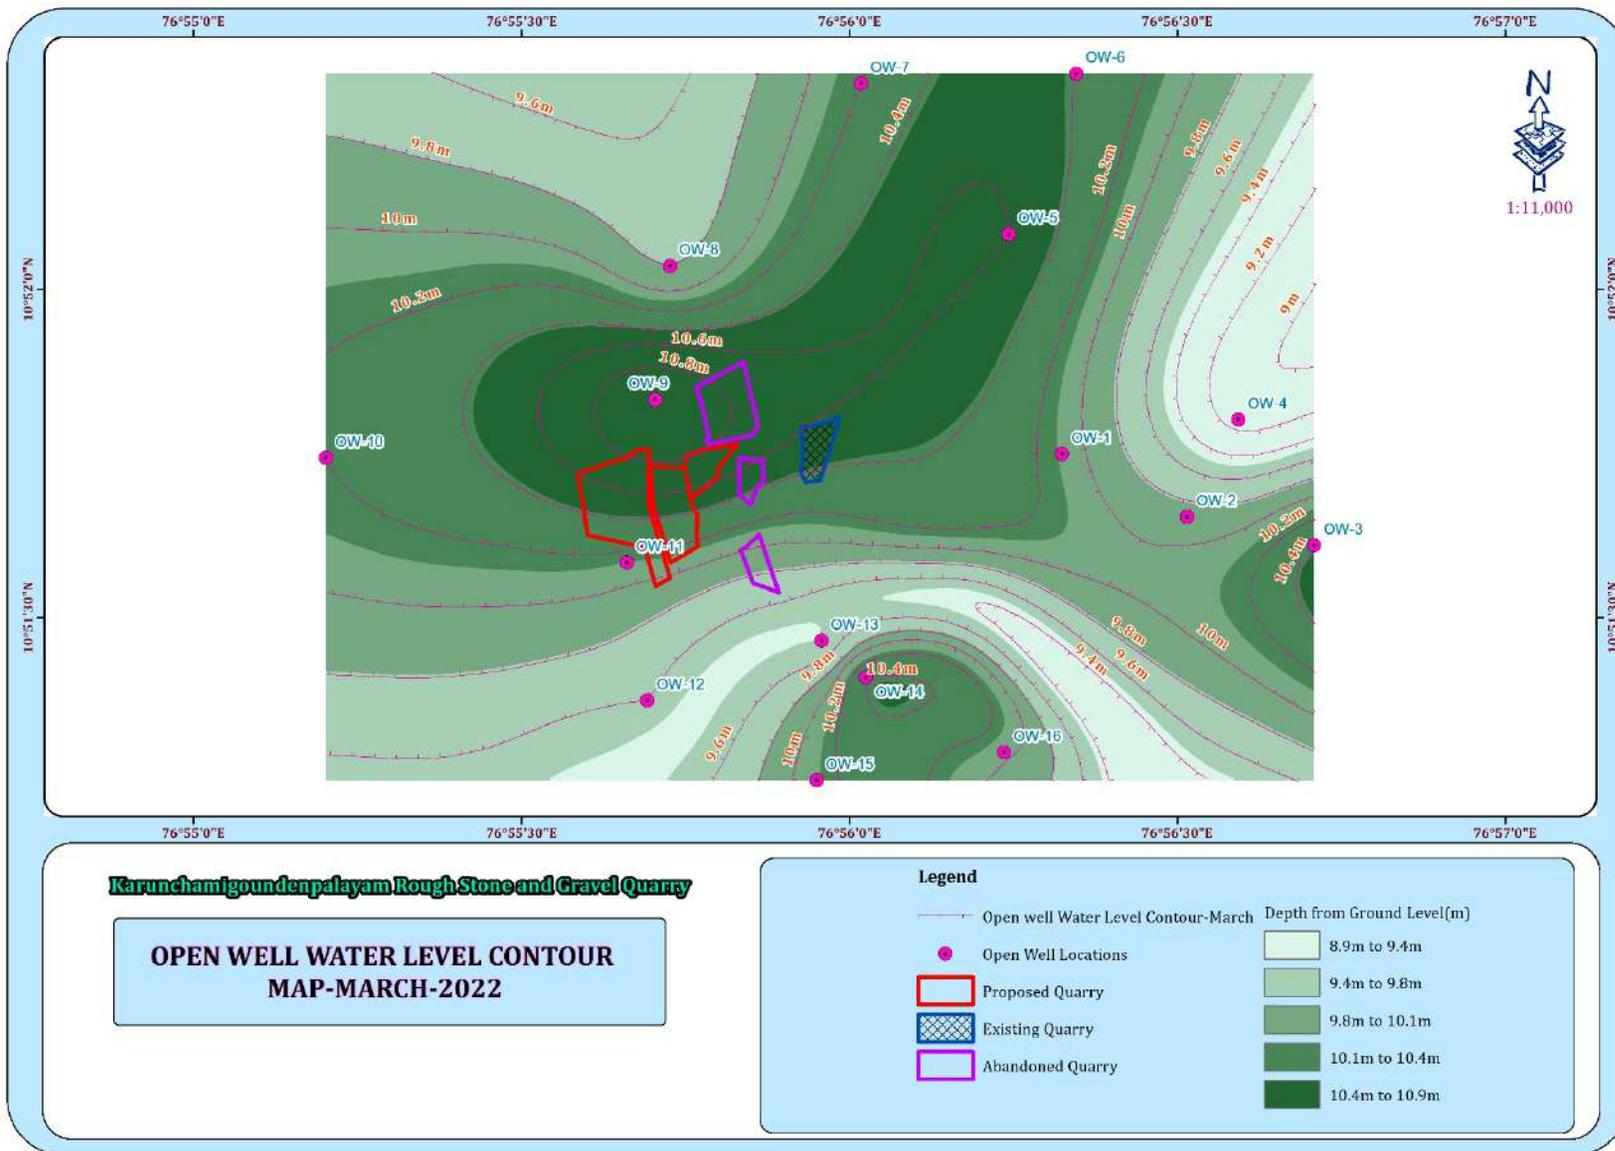 76°55'0"E
76°55'30"E
76°56'0"E
76°56'30"E
76°57'0"E
OW-6
OW-7
N
9.6m
10.4m
9.8m
9.8m
9.6m
10.2m
9.4m
1:11,000
10m
10m
OW-5
OW-8
9.2m
10°52'0"N
10°52'0"N
10.2m
9m
10.6m
10.8m
OW-9
OW-4
OW-10
OW-1
OW-2
10.2m
OW-3
OW-11
10.4m
10°51'30"N
10°51'30"N
OW-13
9.8m
10m
9.4m
9.6m
9.8m
10.4m
OW-12
OW-14
10.2m
OW-16
9.6m
10m
OW-15
76°55'0"E
76°55'30"E
76°56'0"E
76°56'30"E
76°57'0"E
Karunchamigoundenpalayam Rough Stone and Gravel Quarry
OPEN WELL WATER LEVEL CONTOUR
MAP-MARCH-2022
Legend
Open well Water Level Contour-March
Open Well Locations
Proposed Quarry
Existing Quarry
Abandoned Quarry
Depth from Ground Level(m)
8.9m to 9.4m
9.4m to 9.8m
9.8m to 10.1m
10.1m to 10.4m
10.4m to 10.9m